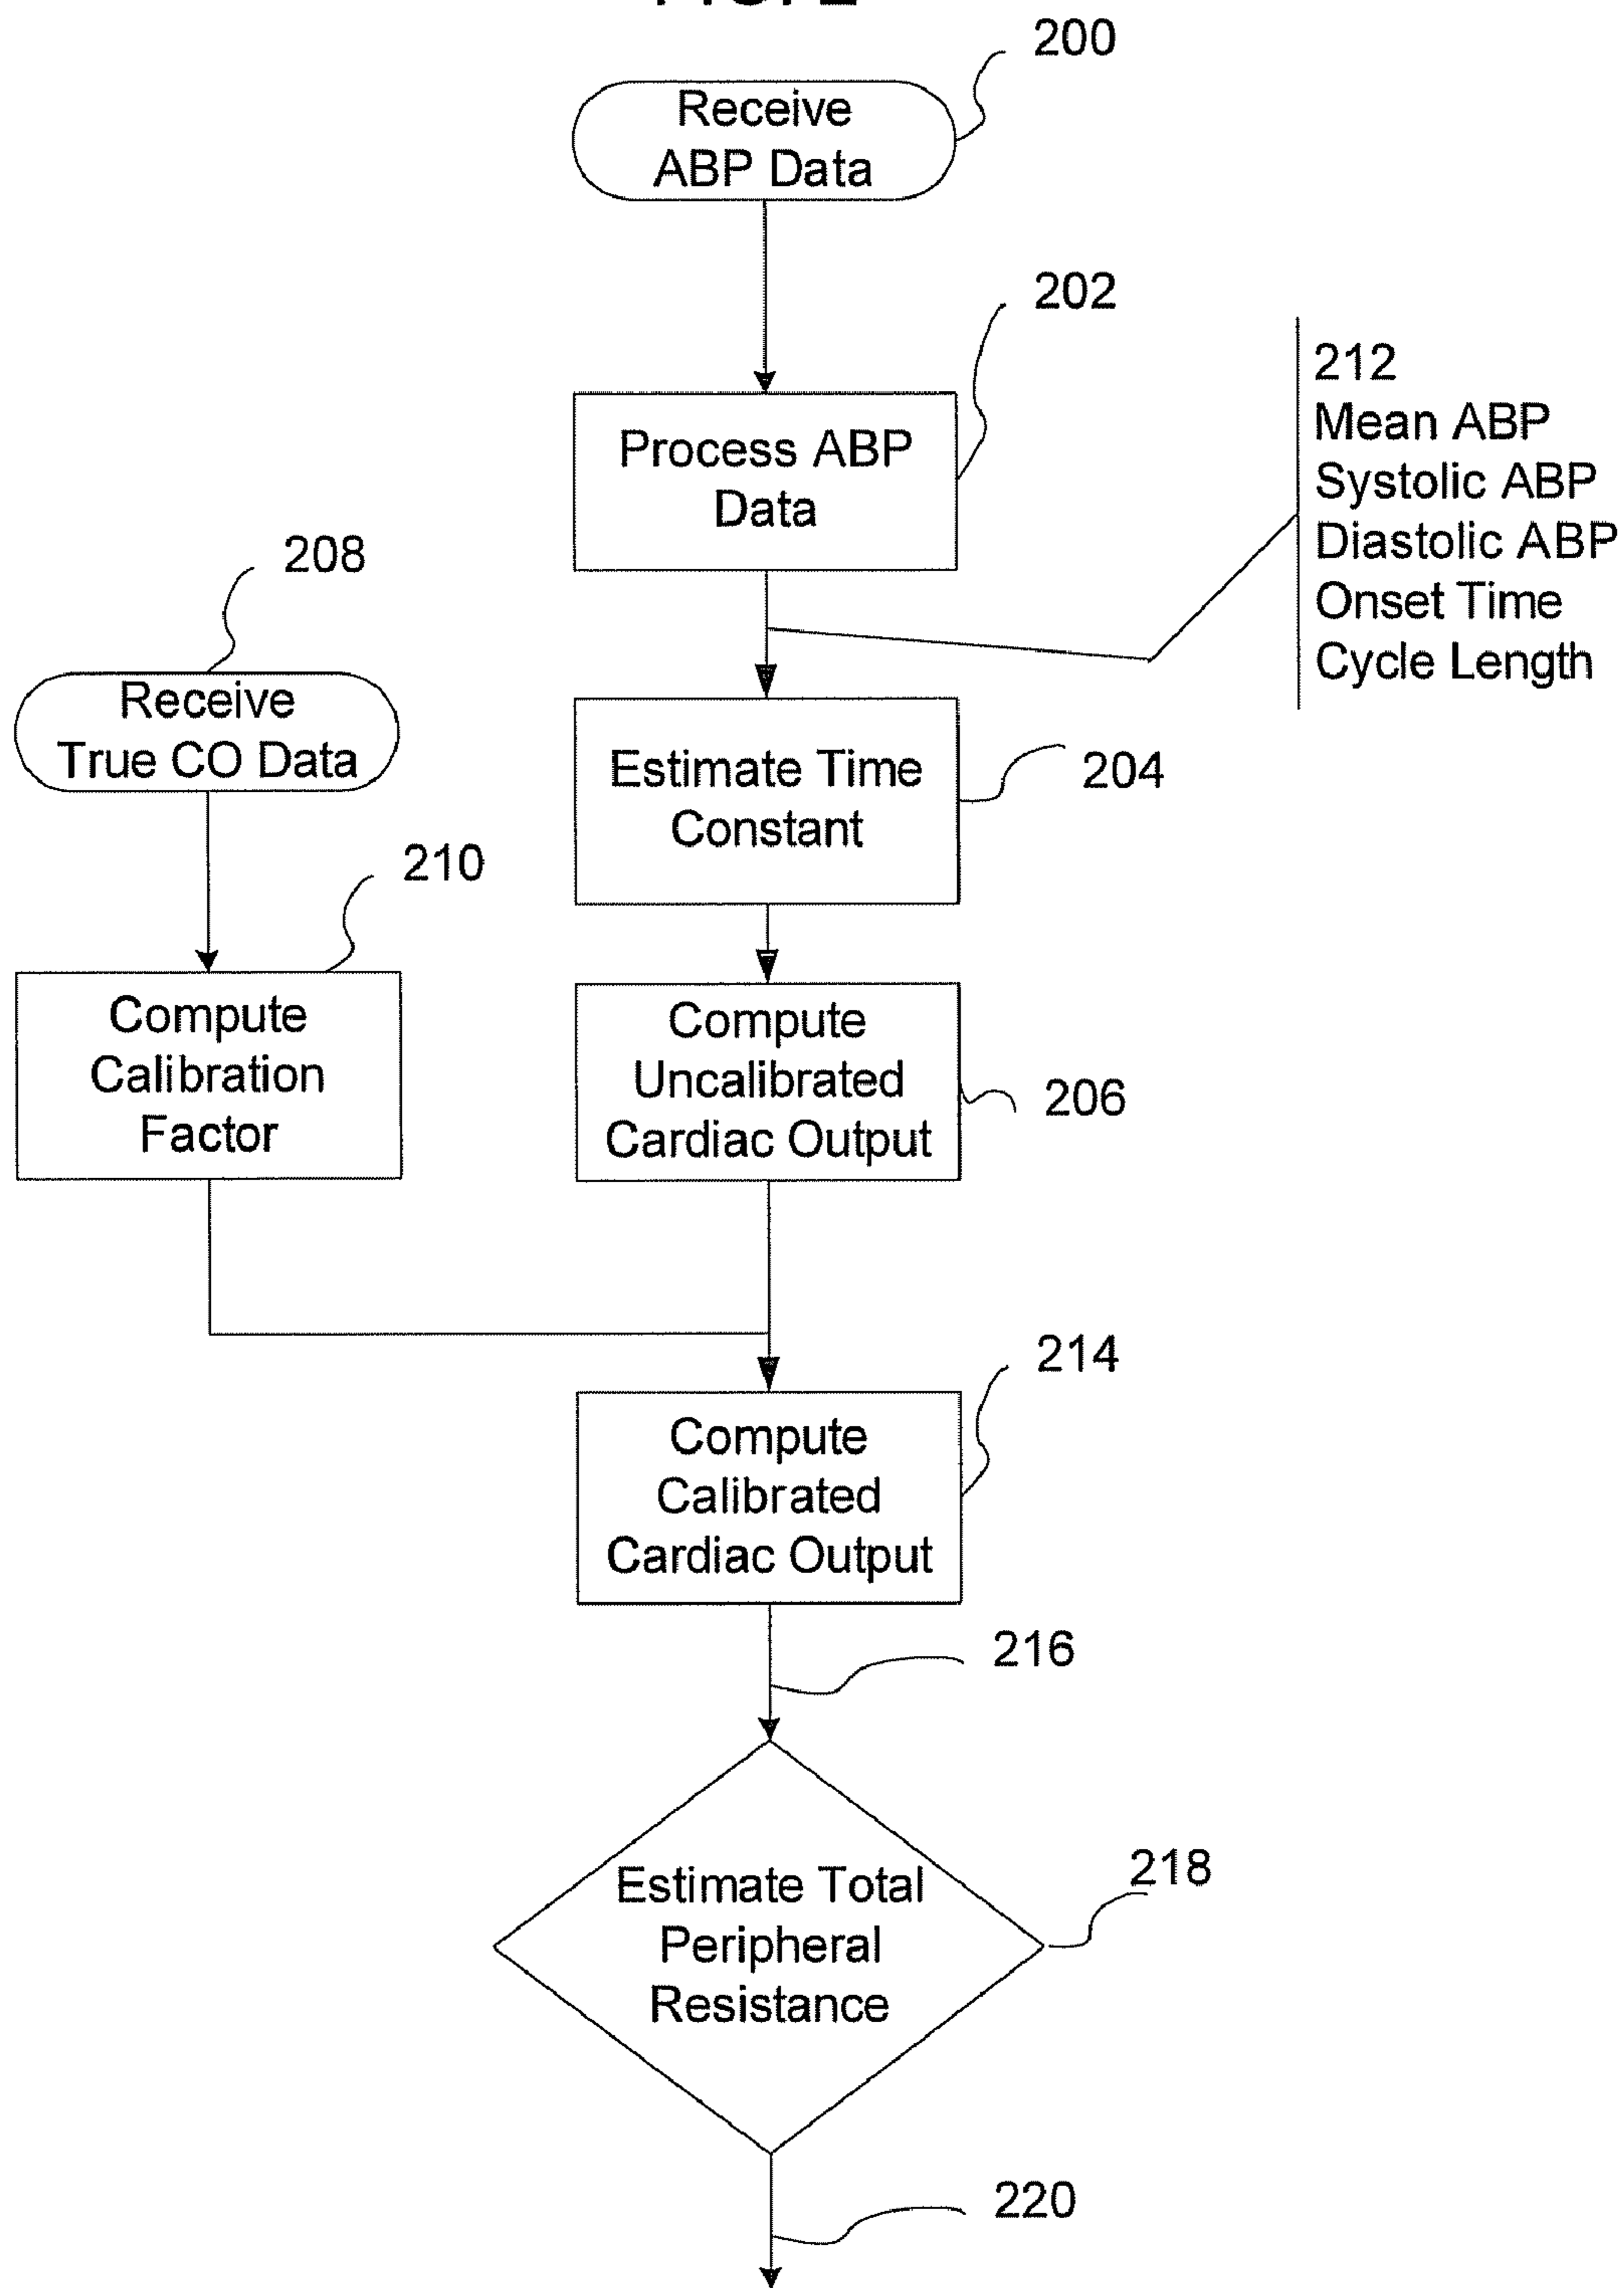 200
Receive
ABP Data
202
Process ABP
Data
212
Mean ABP
Systolic ABP
Diastolic ABP
Onset Time
Cycle Length
208
Receive
True CO Data
Estimate Time
Constant
204
210
Compute
Calibration
Factor
Compute
Uncalibrated
Cardiac Output
206
214
Compute
Calibrated
Cardiac Output
216
Estimate Total
Peripheral
Resistance
218
220